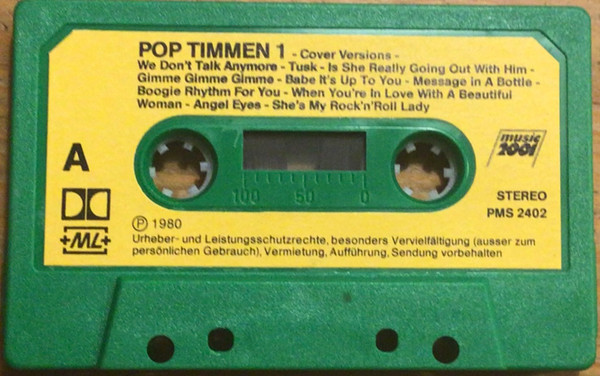 POP TIMMEN 1 - Cover Versions -
We Don't Talk Anymore - Tusk - Is She Really Going Out With Him -
Gimme Gimme Gimme - Babe It's Up To You - Message in A Bottle -
Boogie Rhythm For You - When You're In Love With A Beautiful
Woman - Angel Eyes - She's My Rock'n'Roll Lady
A
music
2001
100 50 0
STEREO
PMS 2402
+ML+
Ⓟ 1980
Urheber- und Leistungsschutzrechte, besonders Vervielfältigung (ausser zum
persönlichen Gebrauch), Vermietung, Aufführung, Sendung vorbehalten